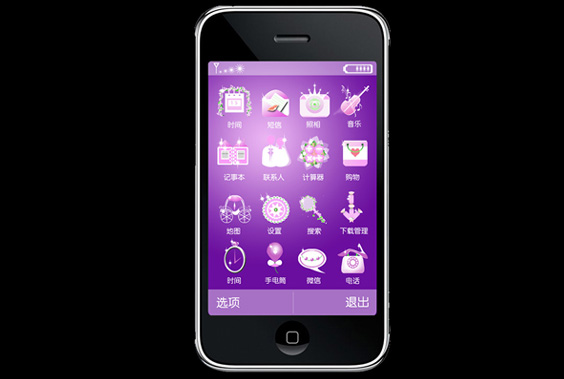 时间 短信 照相 音乐
记事本 联系人 计算器 购物
地图 设置 搜索 下载管理
时间 手电筒 微信 电话
选项 退出